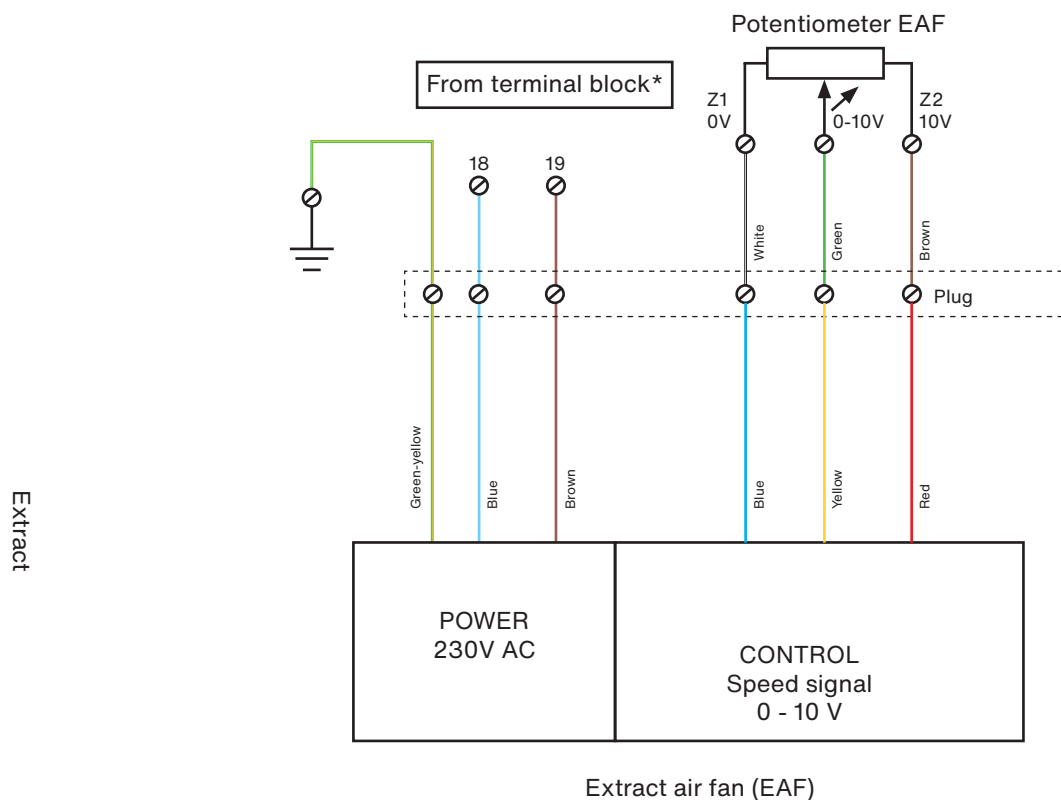 Potentiometer EAF
From terminal block*
Z1
0V
0-10V
Z2
10V
18
19
White
Green
Brown
Plug
Green-yellow
Blue
Brown
Blue
Yellow
Red
Extract
POWER
230V AC
CONTROL
Speed signal
0 - 10 V
Extract air fan (EAF)